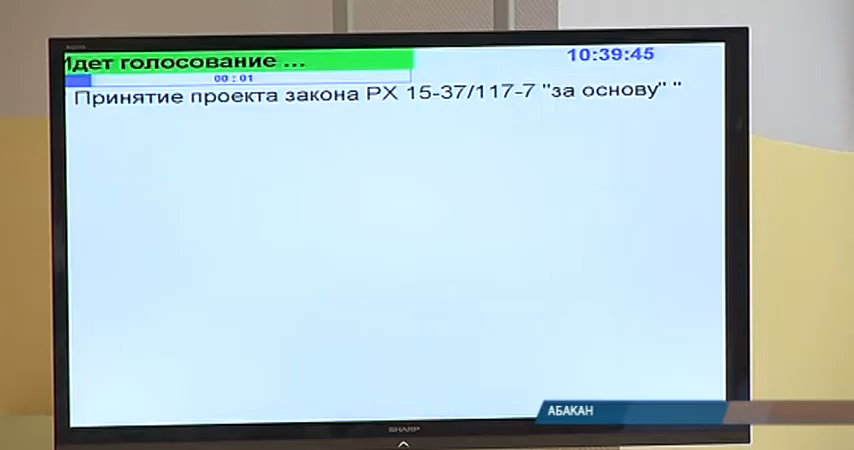 Идет голосование ...
10:39:45
00 : 01
Принятие проекта закона РХ 15-37/117-7 "за основу" "
АБАКАН
SHARP